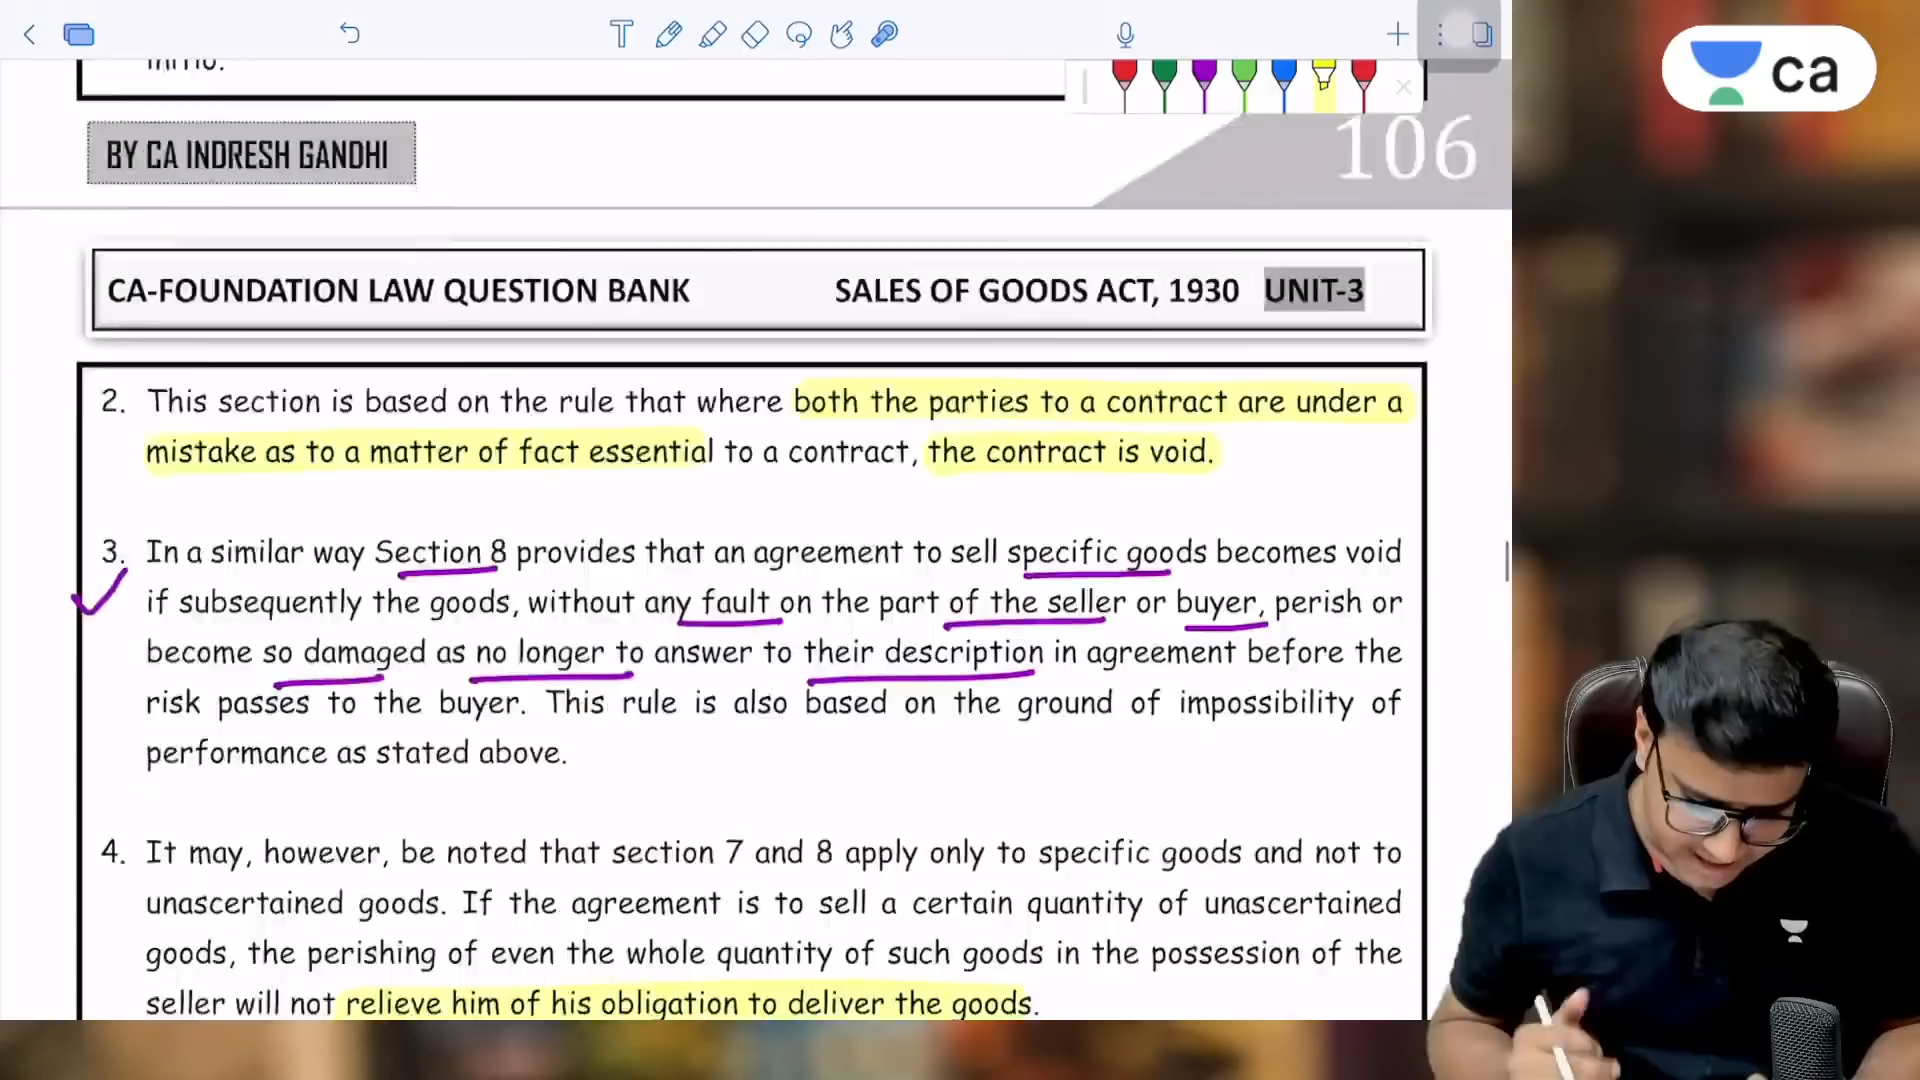 ca
106
BY CA INDRESH GANDHI
CA-FOUNDATION LAW QUESTION BANK SALES OF GOODS ACT, 1930 UNIT-3
2. This section is based on the rule that where both the parties to a contract are under a
mistake as to a matter of fact essential to a contract, the contract is void.
3. In a similar way Section 8 provides that an agreement to sell specific goods becomes void
if subsequently the goods, without any fault on the part of the seller or buyer, perish or
become so damaged as no longer to answer to their description in agreement before the
risk passes to the buyer. This rule is also based on the ground of impossibility of
performance as stated above.
4. It may, however, be noted that section 7 and 8 apply only to specific goods and not to
unascertained goods. If the agreement is to sell a certain quantity of unascertained
goods, the perishing of even the whole quantity of such goods in the possession of the
seller will not relieve him of his obligation to deliver the goods.